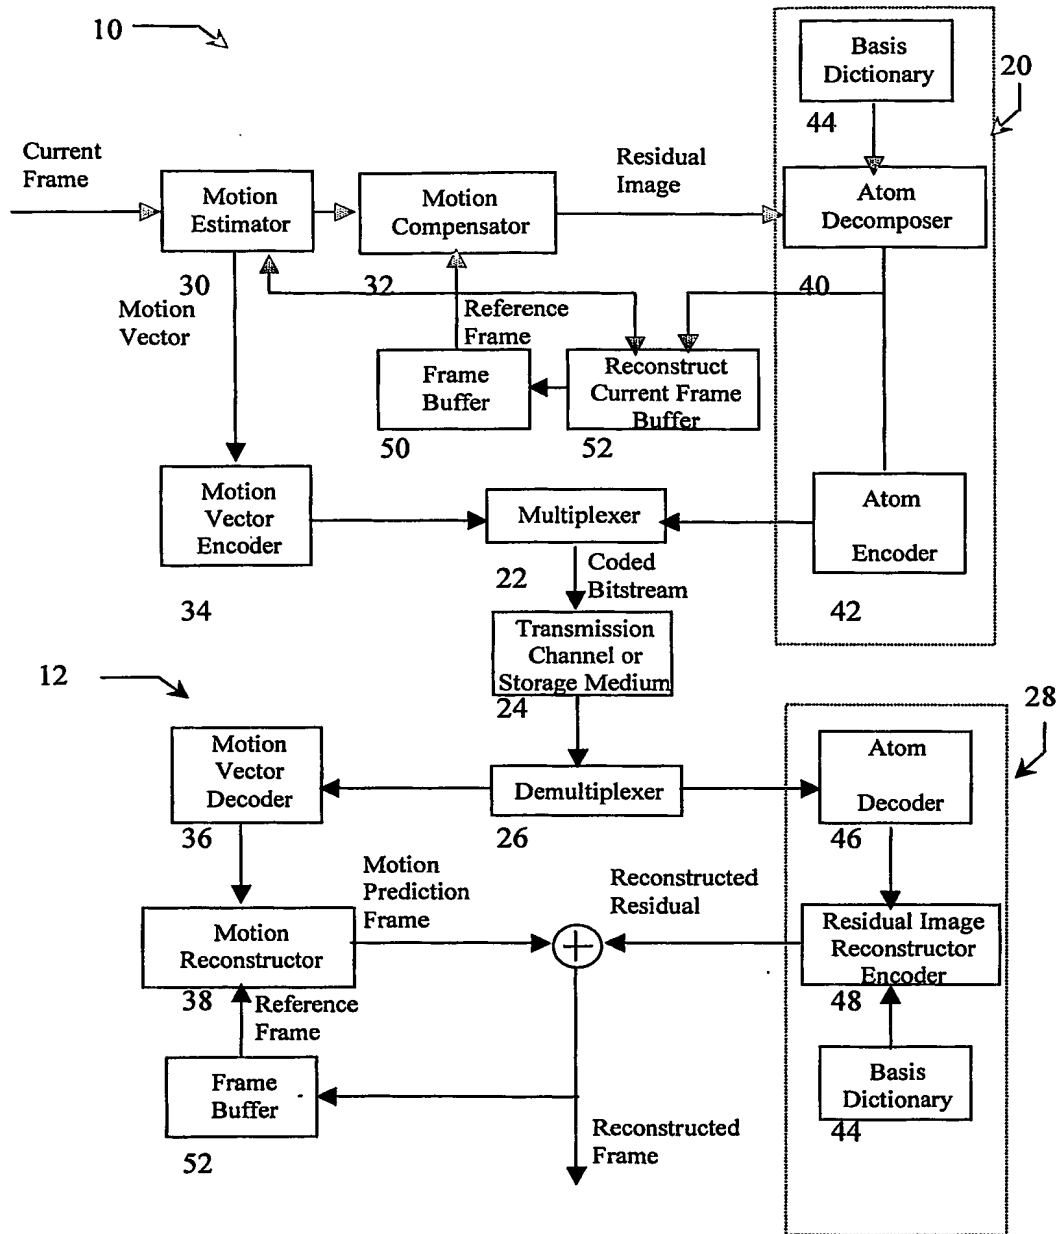 10
Basis
Dictionary
20
44
Current
Frame
Motion
Estimator
Motion
Compensator
Residual
Image
Atom
Decomposer
30
32
40
Motion
Vector
Reference
Frame
Frame
Buffer
Reconstruct
Current Frame
Buffer
50
52
Motion
Vector
Encoder
Multiplexer
Atom
Encoder
22
Coded
Bitstream
34
42
Transmission
Channel or
Storage Medium
12
24
28
Motion
Vector
Decoder
Demultiplexer
Atom
Decoder
36
26
46
Motion
Prediction
Frame
Reconstructed
Residual
Motion
Reconstructor
Residual Image
Reconstructor
Encoder
38
Reference
Frame
48
Frame
Buffer
Basis
Dictionary
44
52
Reconstructed
Frame